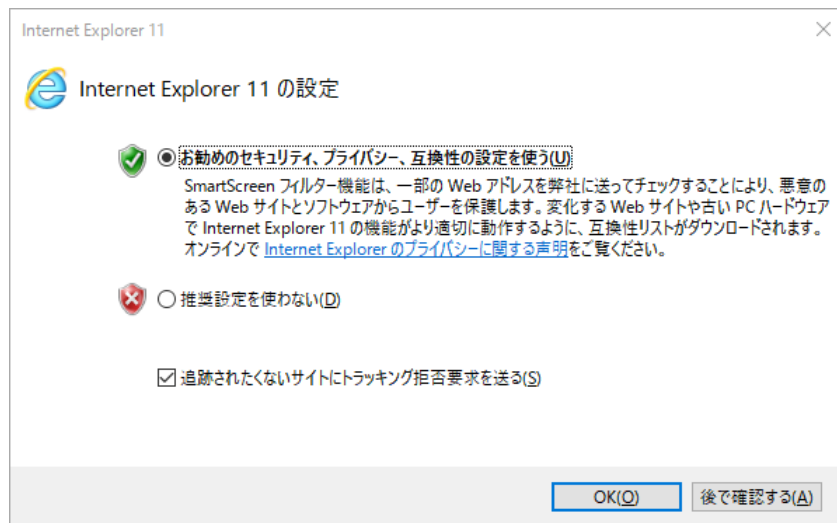 Internet Explorer 11
Internet Explorer 11 の設定
お勧めのセキュリティ、プライバシー、互換性の設定を使う(U)
SmartScreen フィルター機能は、一部の Web アドレスを弊社に送ってチェックすることにより、悪意の
ある Web サイトとソフトウェアからユーザーを保護します。変化する Web サイトや古い PC ハードウェア
で Internet Explorer 11 の機能がより適切に動作するように、互換性リストがダウンロードされます。
オンラインで Internet Explorer のプライバシーに関する声明をご覧ください。
推奨設定を使わない(D)
追跡されたくないサイトにトラッキング拒否要求を送る(S)
OK(O)
後で確認する(A)